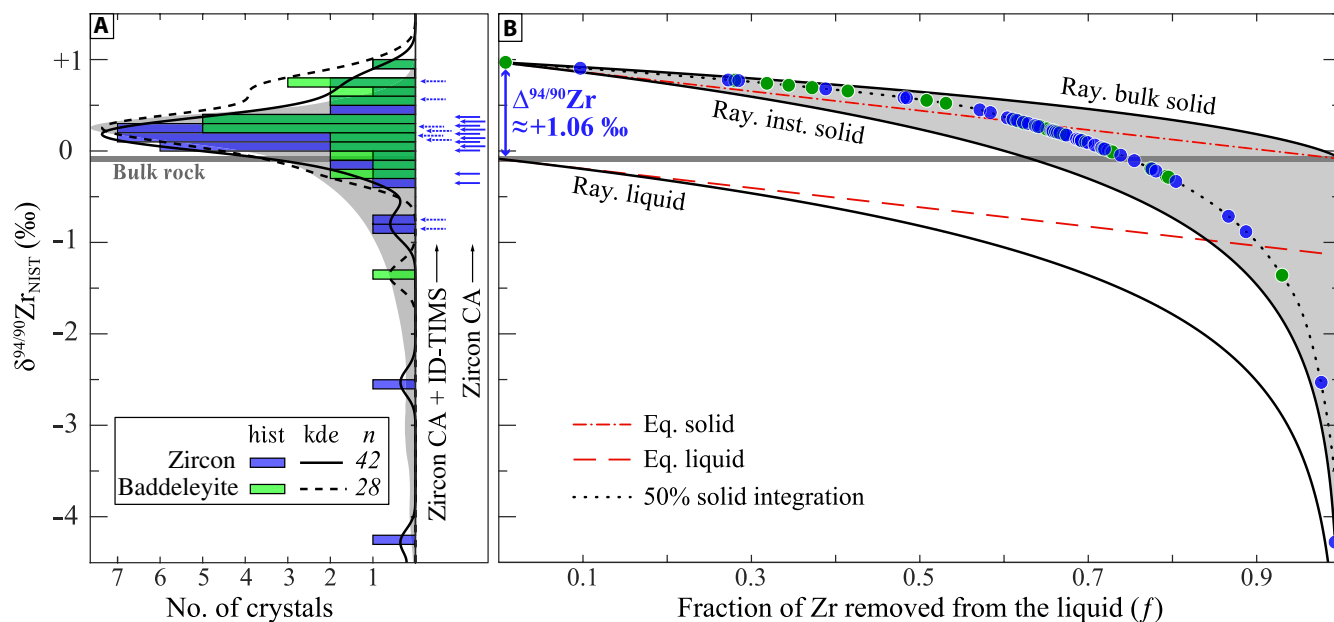 A
+1
0
−1
−2
−3
−4
δ94/90ZrNIST (‰)
Bulk rock
hist kde n
Zircon 42
Baddeleyite 28
Zircon CA + ID-TIMS
Zircon CA
7 6 5 4 3 2 1
No. of crystals
B
Δ94/90Zr
≈+1.06 ‰
Ray. bulk solid
Ray. inst. solid
Ray. liquid
Eq. solid
Eq. liquid
50% solid integration
0.1 0.3 0.5 0.7 0.9
Fraction of Zr removed from the liquid (f)